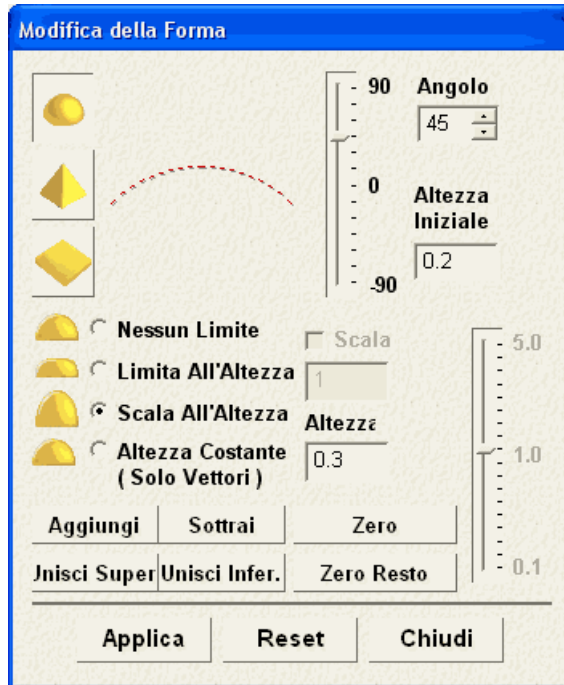 Modifica della Forma
90
Angolo
45
0
Altezza
Iniziale
0.2
-90
Nessun Limite
Scala
5.0
Limita All'Altezza
1
Scala All'Altezza
Altezza
1.0
Altezza Costante
( Solo Vettori )
0.3
Aggiungi
Sottrai
Zero
Unisci Super
Unisci Infer.
Zero Resto
0.1
Applica
Reset
Chiudi